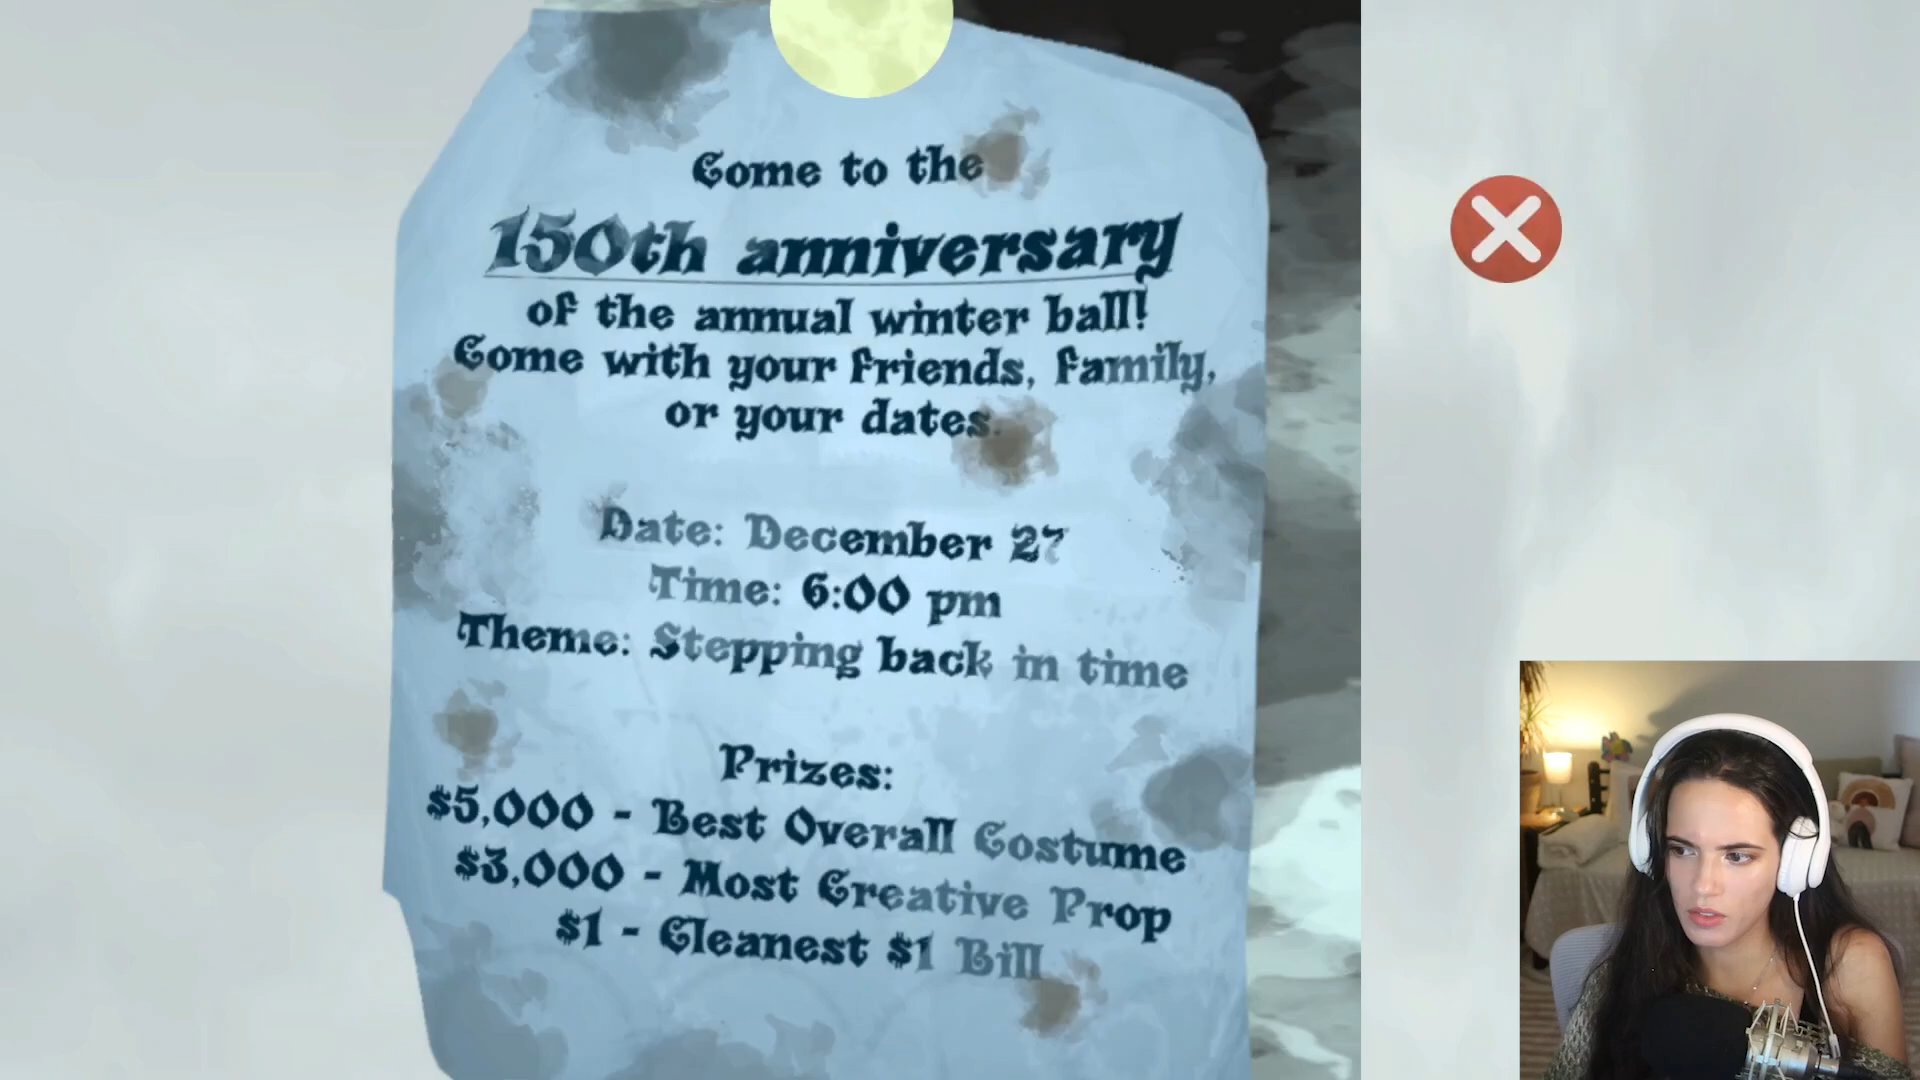 Come to the
150th anniversary
of the annual winter ball!
Come with your friends, family,
or your dates.
Date: December 27
Time: 6:00 pm
Theme: Stepping back in time
Prizes:
$5,000 - Best Overall Costume
$3,000 - Most Creative Prop
$1 - Cleanest $1 Bill